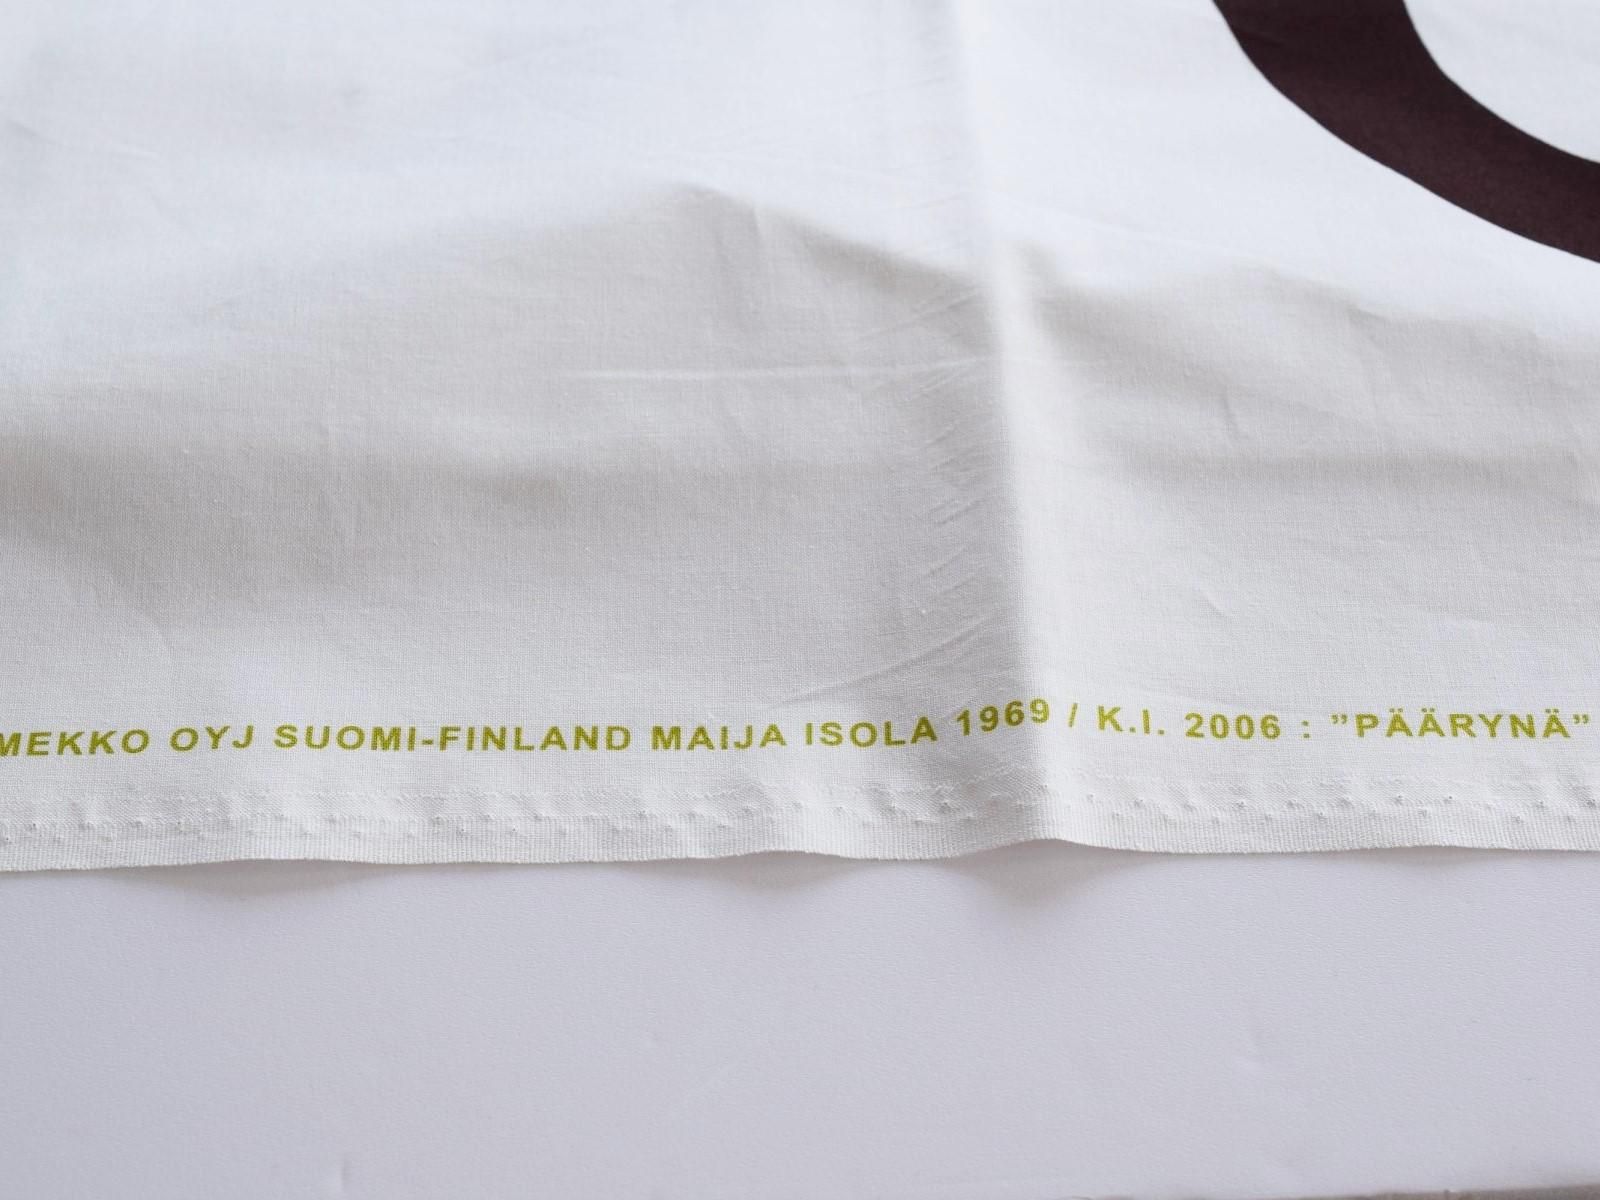 MEKKO OYJ SUOMI-FINLAND MAIJA ISOLA 1969 / K.I. 2006 : ”PÄÄRYNÄ”